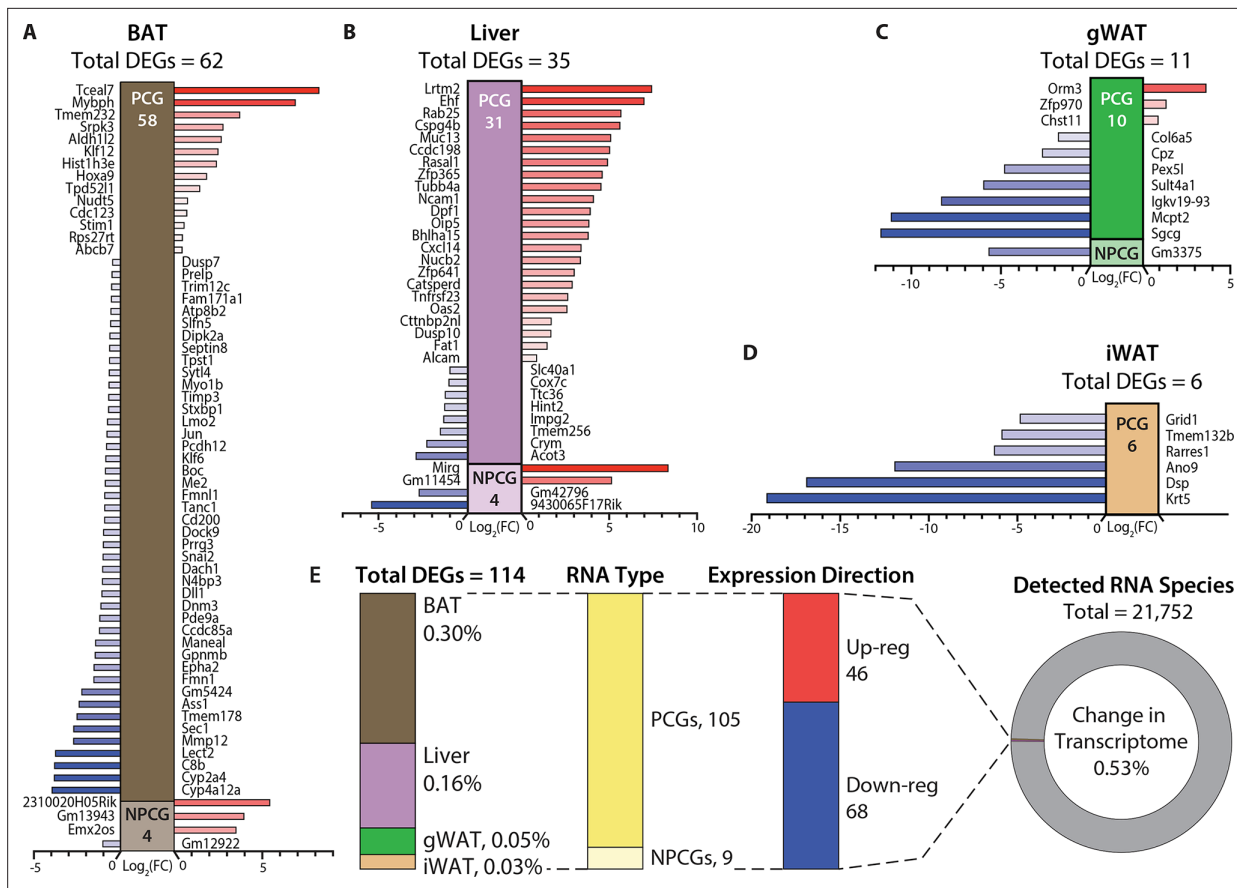 A
BAT
Total DEGs = 62
PCG
58
Tceal7
Mybph
Tmem232
Srpk3
Aldh1l2
Klf12
Hist1h3e
Hoxa9
Tpd52l1
Nudt5
Cdc123
Stim1
Rps27rt
Abcb7
Dusp7
Prelp
Trim12c
Fam171a1
Atp8b2
Slfn5
Dipk2a
Septin8
Tpst1
Sytl4
Myo1b
Timp3
Stxbp1
Lmo2
Jun
Pcdh12
Klf6
Boc
Me2
Fmnl1
Tanc1
Cd200
Dock9
Prrg3
Snai2
Dach1
N4bp3
Dll1
Dnm3
Pde9a
Ccdc85a
Maneal
Gpnmb
Epha2
Fmn1
Gm5424
Ass1
Tmem178
Sec1
Mmp12
Lect2
C8b
Cyp2a4
Cyp4a12a
NPCG
4
2310020H05Rik
Gm13943
Emx2os
Gm12922
-5 0 Log2(FC) 0 5
B
Liver
Total DEGs = 35
PCG
31
Lrtm2
Ehf
Rab25
Cspg4b
Muc13
Ccdc198
Rasal1
Zfp365
Tubb4a
Ncam1
Dpf1
Oip5
Bhlha15
Cxcl14
Nucb2
Zfp641
Catsperd
Tnfrsf23
Oas2
Cttnbp2nl
Dusp10
Fat1
Alcam
Slc40a1
Cox7c
Ttc36
Hint2
Impg2
Tmem256
Crym
Acot3
NPCG
4
Mirg
Gm11454
Gm42796
9430065F17Rik
-5 0 Log2(FC) 0 5 10
C
gWAT
Total DEGs = 11
PCG
10
Orm3
Zfp970
Chst11
Col6a5
Cpz
Pex5l
Sult4a1
Igkv19-93
Mcpt2
Sgcg
NPCG
Gm3375
-10 -5 0 Log2(FC) 0 5
D
iWAT
Total DEGs = 6
PCG
6
Grid1
Tmem132b
Rarres1
Ano9
Dsp
Krt5
-20 -15 -10 -5 0 Log2(FC)
E
Total DEGs = 114
BAT
0.30%
Liver
0.16%
gWAT, 0.05%
iWAT, 0.03%
RNA Type
PCGs, 105
NPCGs, 9
Expression Direction
Up-reg
46
Down-reg
68
Detected RNA Species
Total = 21,752
Change in
Transcriptome
0.53%